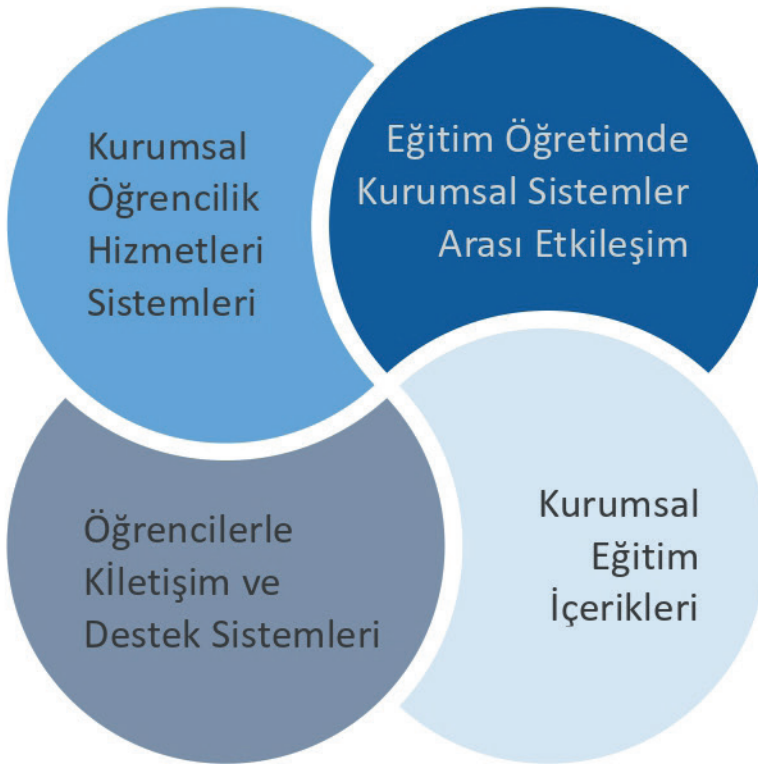 Kurumsal
Öğrencilik
Hizmetleri
Sistemleri
Eğitim Öğretimde
Kurumsal Sistemler
Arası Etkileşim
Öğrencilerle
Kİletişim ve
Destek Sistemleri
Kurumsal
Eğitim
İçerikleri